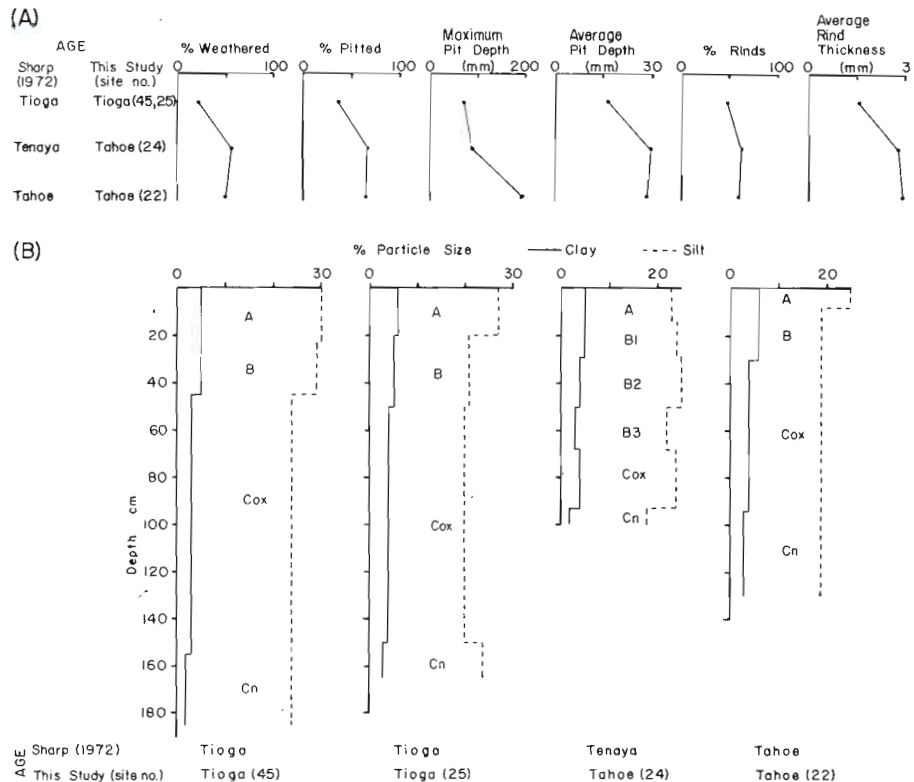 (A)
AGE
Sharp (1972)
This Study (site no.)
% Weathered
% Pitted
Maximum Pit Depth (mm)
Average Pit Depth (mm)
% Rinds
Average Rind Thickness (mm)
0 100
0 100
0 200
0 30
0 100
0 3
Tioga Tioga (45,25)
Tenaya Tahoe (24)
Tahoe Tahoe (22)
(B)
% Particle Size Clay Silt
0 30
0 30
0 20
0 20
Depth cm
20
40
60
80
100
120
140
160
180
A
B
Cox
Cn
A
B
Cox
Cn
A
B1
B2
B3
Cox
Cn
A
B
Cox
Cn
AGE
Sharp (1972) Tioga Tioga Tenaya Tahoe
This Study (site no.) Tioga (45) Tioga (25) Tahoe (24) Tahoe (22)